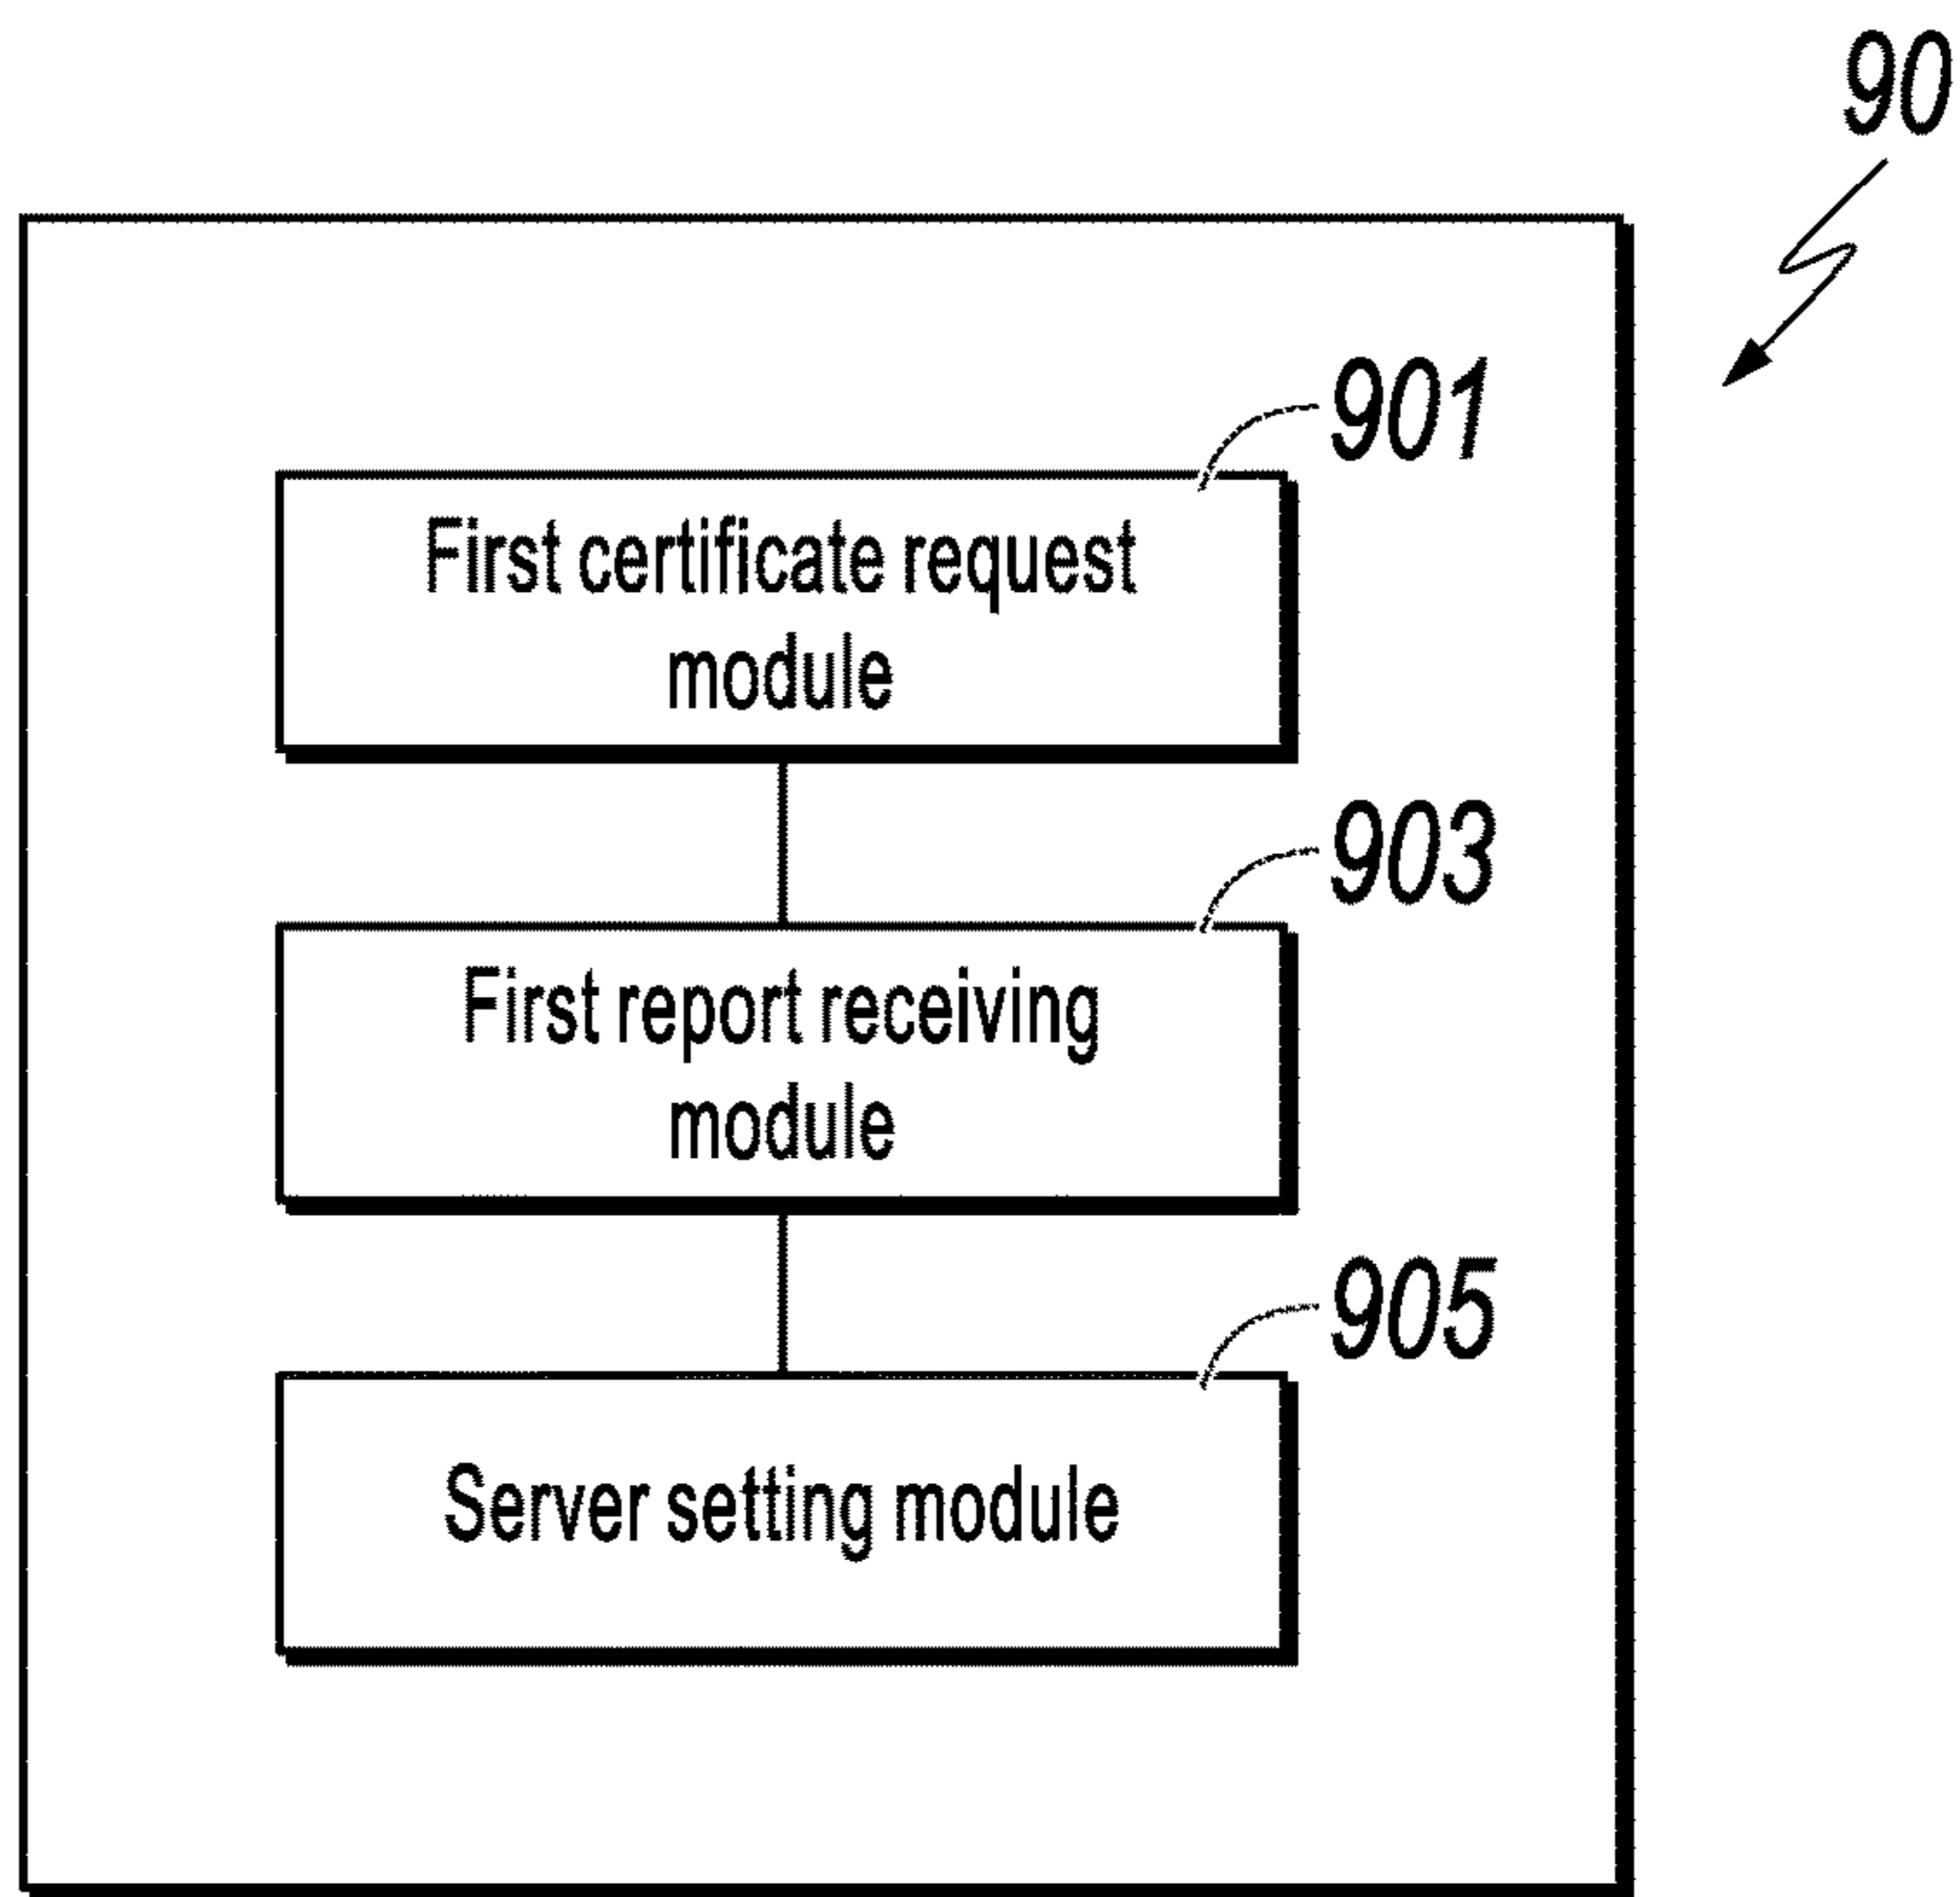 90
901
First certificate request
module
903
First report receiving
module
905
Server setting module